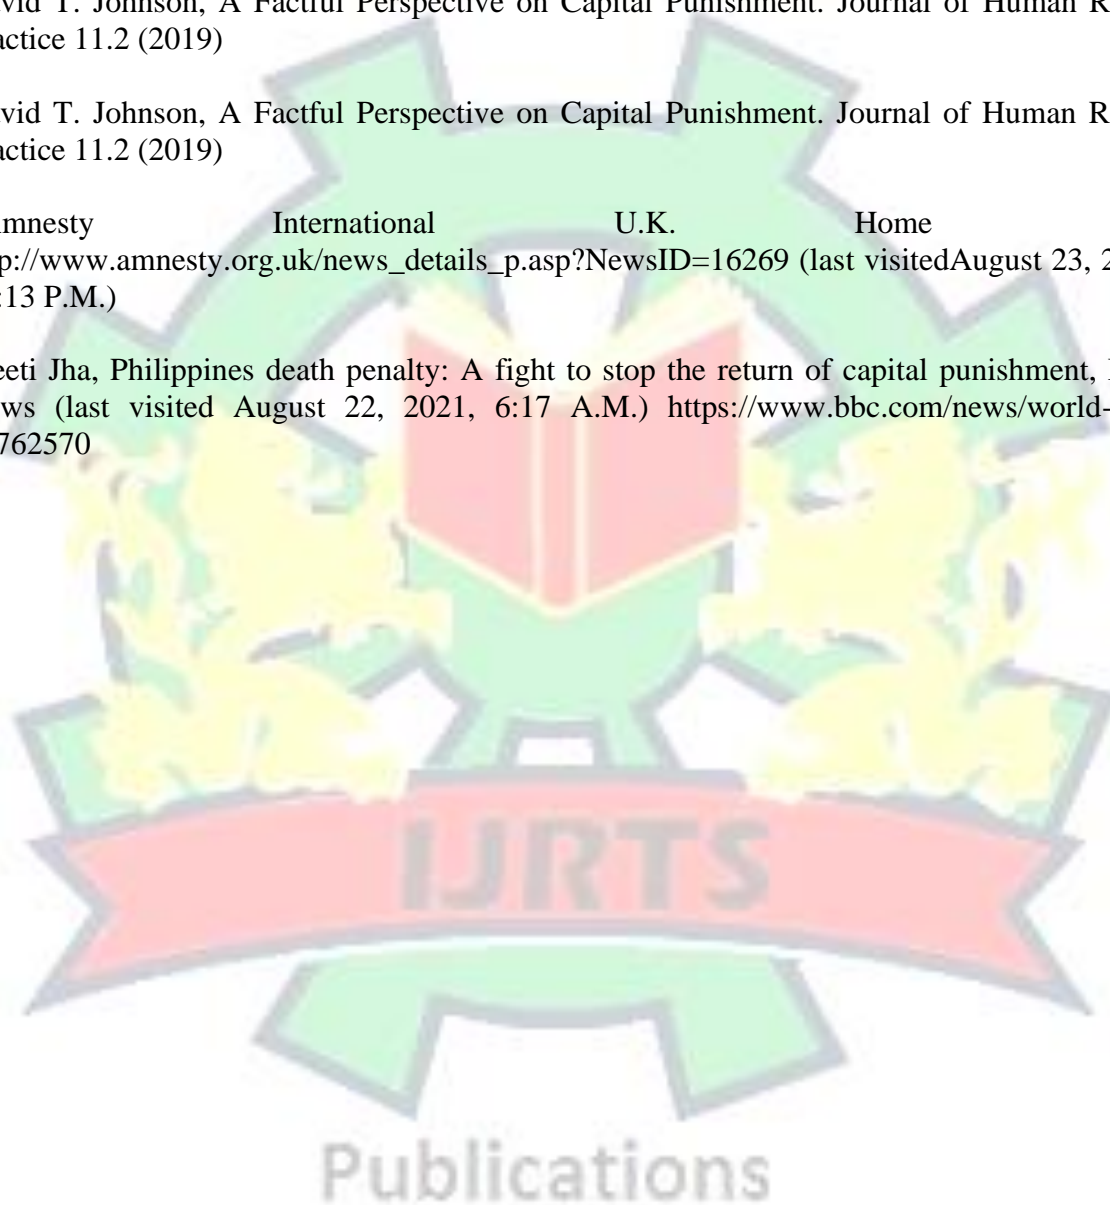 vid T. Johnson, A Factful Perspective on Capital Punishment. Journal of Human R
actice 11.2 (2019)
vid T. Johnson, A Factful Perspective on Capital Punishment. Journal of Human R
actice 11.2 (2019)
mnesty International U.K. Home
p://www.amnesty.org.uk/news_details_p.asp?NewsID=16269 (last visitedAugust 23, 2
:13 P.M.)
eeti Jha, Philippines death penalty: A fight to stop the return of capital punishment,
ws (last visited August 22, 2021, 6:17 A.M.) https://www.bbc.com/news/world-
762570
IJRTS
Publications